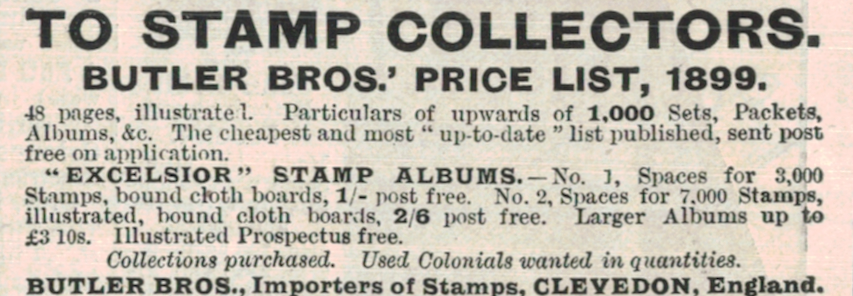 TO STAMP COLLECTORS.
BUTLER BROS.' PRICE LIST, 1899.
48 pages, illustrated. Particulars of upwards of 1,000 Sets, Packets,
Albums, &c. The cheapest and most "up-to-date" list published, sent post
free on application.
"EXCELSIOR" STAMP ALBUMS.—No. 1, Spaces for 3,000
Stamps, bound cloth boards, 1/- post free. No. 2, Spaces for 7,000 Stamps,
illustrated, bound cloth boards, 2/6 post free. Larger Albums up to
£3 10s. Illustrated Prospectus free.
Collections purchased. Used Colonials wanted in quantities.
BUTLER BROS., Importers of Stamps, CLEVEDON, England.